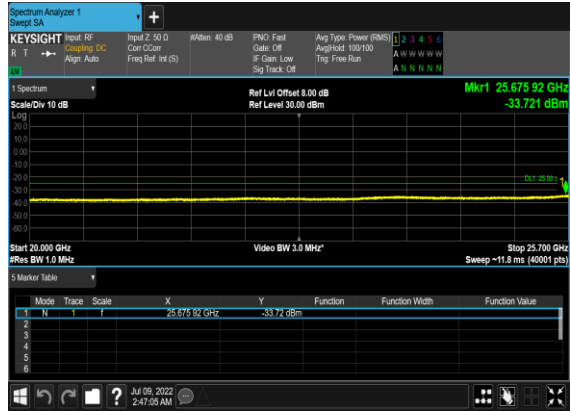 Spectrum Analyzer 1
Swept SA
+
KEYSIGHT Input: RF Input Z: 50 Ω #Atten: 40 dB PNO: Fast Avg Type: Power (RMS) 1 2 3 4 5 6
R T Coupling: DC Corr CCorr Gate: Off Avg|Hold: 100/100 A W W W W W
Align: Auto Freq Ref: Int (S) IF Gain: Low Trig: Free Run
Sig Track: Off A N N N N N
1 Spectrum Ref Lvl Offset 8.00 dB Mkr1 25.675 92 GHz
Scale/Div 10 dB Ref Level 30.00 dBm -33.721 dBm
Log
20.0
10.0
0.00
-10.0
-20.0
DL1 -25.00
1
-30.0
-40.0
-50.0
-60.0
Start 20.000 GHz Video BW 3.0 MHz* Stop 25.700 GHz
#Res BW 1.0 MHz Sweep ~11.8 ms (40001 pts)
5 Marker Table
Mode Trace Scale X Y Function Function Width Function Value
1 N 1 f 25.675 92 GHz -33.72 dBm
2
3
4
5
6
? Jul 09, 2022
2:47:05 AM